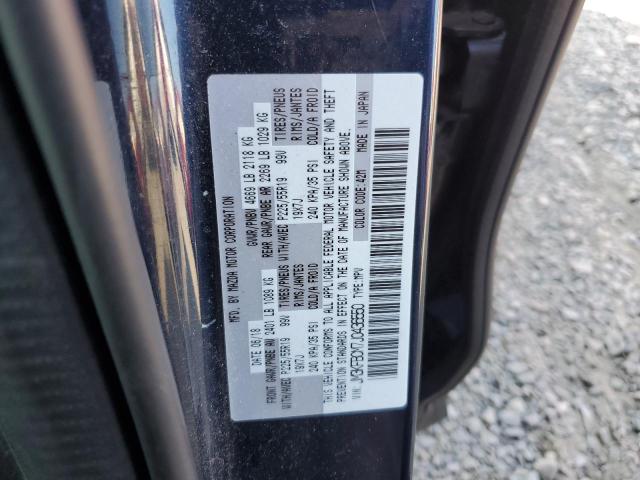 MFD. BY MAZDA MOTOR CORPORATION
DATE 06/18 GVWR/PNBV 4669 LB 2118 KG
FRONT GAWR/PNBE AV 2401 LB 1089 KG REAR GAWR/PNBE AR 2269 LB 1029 KG
WITH/AVEC P225/55R19 99V TIRES/PNEUS WITH/AVEC P225/55R19 99V TIRES/PNEUS
19X7J RIMS/JANTES 19X7J RIMS/JANTES
240 KPA/35 PSI COLD/A FROID 240 KPA/35 PSI COLD/A FROID
THIS VEHICLE CONFORMS TO ALL APPLICABLE FEDERAL MOTOR VEHICLE SAFETY AND THEFT
PREVENTION STANDARDS IN EFFECT ON THE DATE OF MANUFACTURE SHOWN ABOVE.
VIN: TYPE: MPV COLOR CODE: 42M MADE IN JAPAN